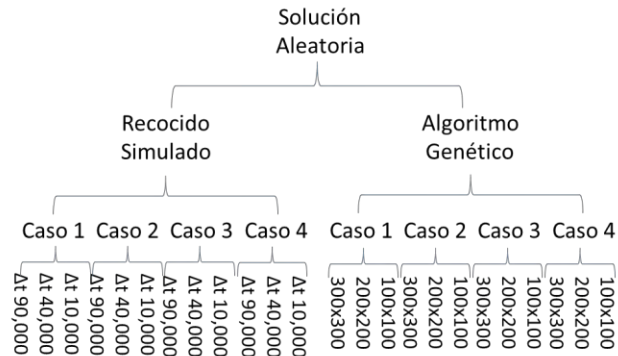 Solución
Aleatoria
Recocido
Simulado
Algoritmo
Genético
Caso 1
Caso 2
Caso 3
Caso 4
Caso 1
Caso 2
Caso 3
Caso 4
Δt 90,000
Δt 40,000
Δt 10,000
Δt 90,000
Δt 40,000
Δt 10,000
Δt 90,000
Δt 40,000
Δt 10,000
Δt 90,000
Δt 40,000
Δt 10,000
300x300
200x200
100x100
300x300
200x200
100x100
300x300
200x200
100x100
300x300
200x200
100x100